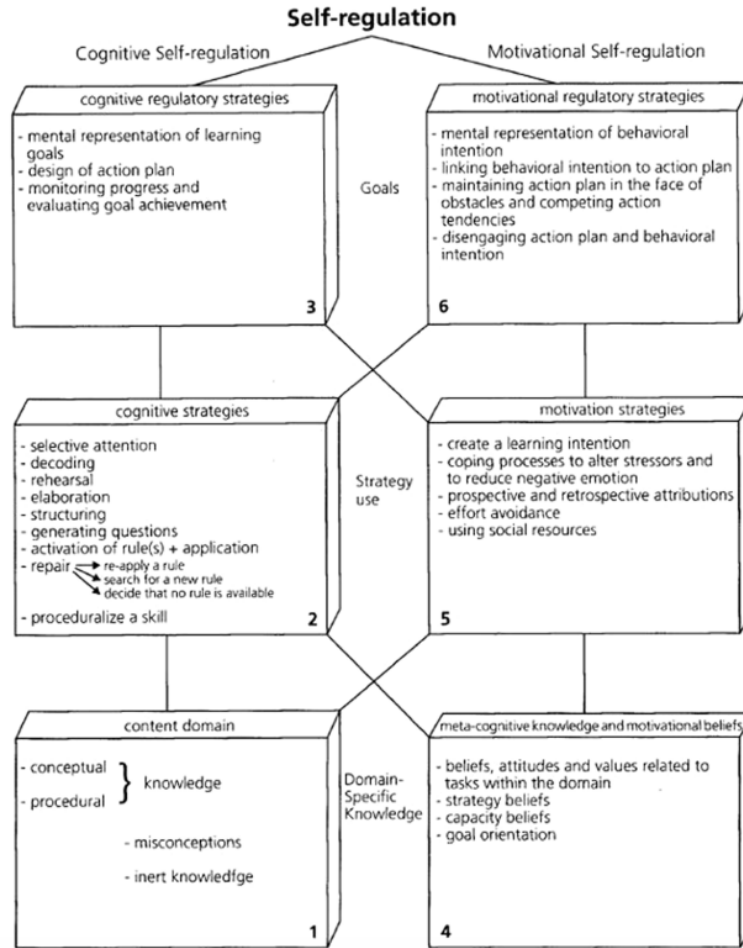 Self-regulation
Cognitive Self-regulation
Motivational Self-regulation
cognitive regulatory strategies
- mental representation of learning
goals
- design of action plan
- monitoring progress and
evaluating goal achievement
3
Goals
motivational regulatory strategies
- mental representation of behavioral
intention
- linking behavioral intention to action plan
- maintaining action plan in the face of
obstacles and competing action
tendencies
- disengaging action plan and behavioral
intention
6
cognitive strategies
- selective attention
- decoding
- rehearsal
- elaboration
- structuring
- generating questions
- activation of rule(s) + application
- repair
re-apply a rule
search for a new rule
decide that no rule is available
- proceduralize a skill
2
Strategy
use
motivation strategies
- create a learning intention
- coping processes to alter stressors and
to reduce negative emotion
- prospective and retrospective attributions
- effort avoidance
- using social resources
5
content domain
- conceptual
- procedural
} knowledge
- misconceptions
- inert knowledfge
1
Domain-
Specific
Knowledge
meta-cognitive knowledge and motivational beliefs
- beliefs, attitudes and values related to
tasks within the domain
- strategy beliefs
- capacity beliefs
- goal orientation
4